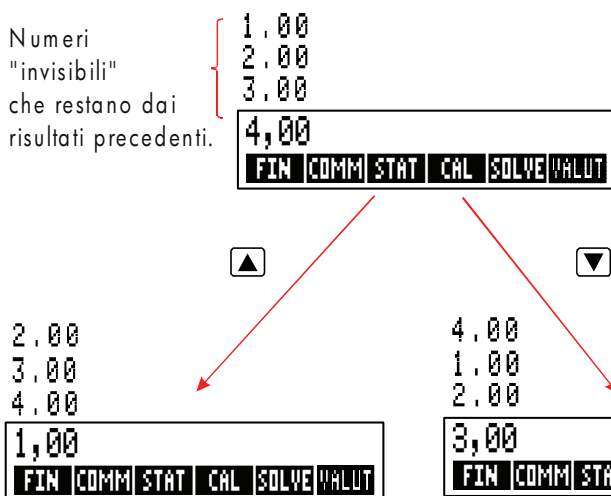 Numeri
"invisibili"
che restano dai
risultati precedenti.
1.00
2.00
3.00
4,00
FIN COMM STAT CAL SOLVE VALUT
2.00
3.00
4.00
1,00
FIN COMM STAT CAL SOLVE VALUT
4.00
1.00
2.00
3,00
FIN COMM STA